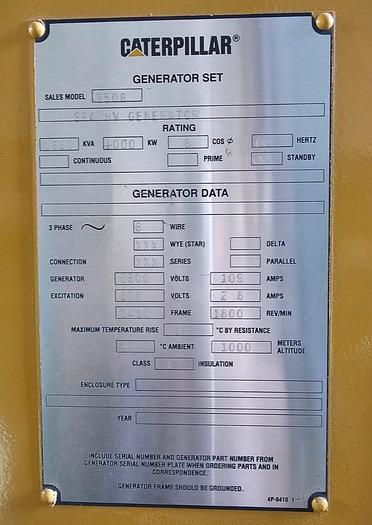 CATERPILLAR®
GENERATOR SET
SALES MODEL 3508
SR4 HV GENERATOR
RATING
KVA KW COS Ø HERTZ
CONTINUOUS PRIME STANDBY
GENERATOR DATA
3 PHASE 6 WIRE
XXX WYE (STAR) DELTA
CONNECTION XXX SERIES PARALLEL
GENERATOR VOLTS 109 AMPS
EXCITATION VOLTS 2 8 AMPS
FRAME 1800 REV/MIN
MAXIMUM TEMPERATURE RISE °C BY RESISTANCE
°C AMBIENT 1000 METERS ALTITUDE
CLASS INSULATION
ENCLOSURE TYPE
YEAR
INCLUDE SERIAL NUMBER AND GENERATOR PART NUMBER FROM
GENERATOR SERIAL NUMBER PLATE WHEN ORDERING PARTS AND IN
CORRESPONDENCE.
GENERATOR FRAME SHOULD BE GROUNDED.
4P-6410 1